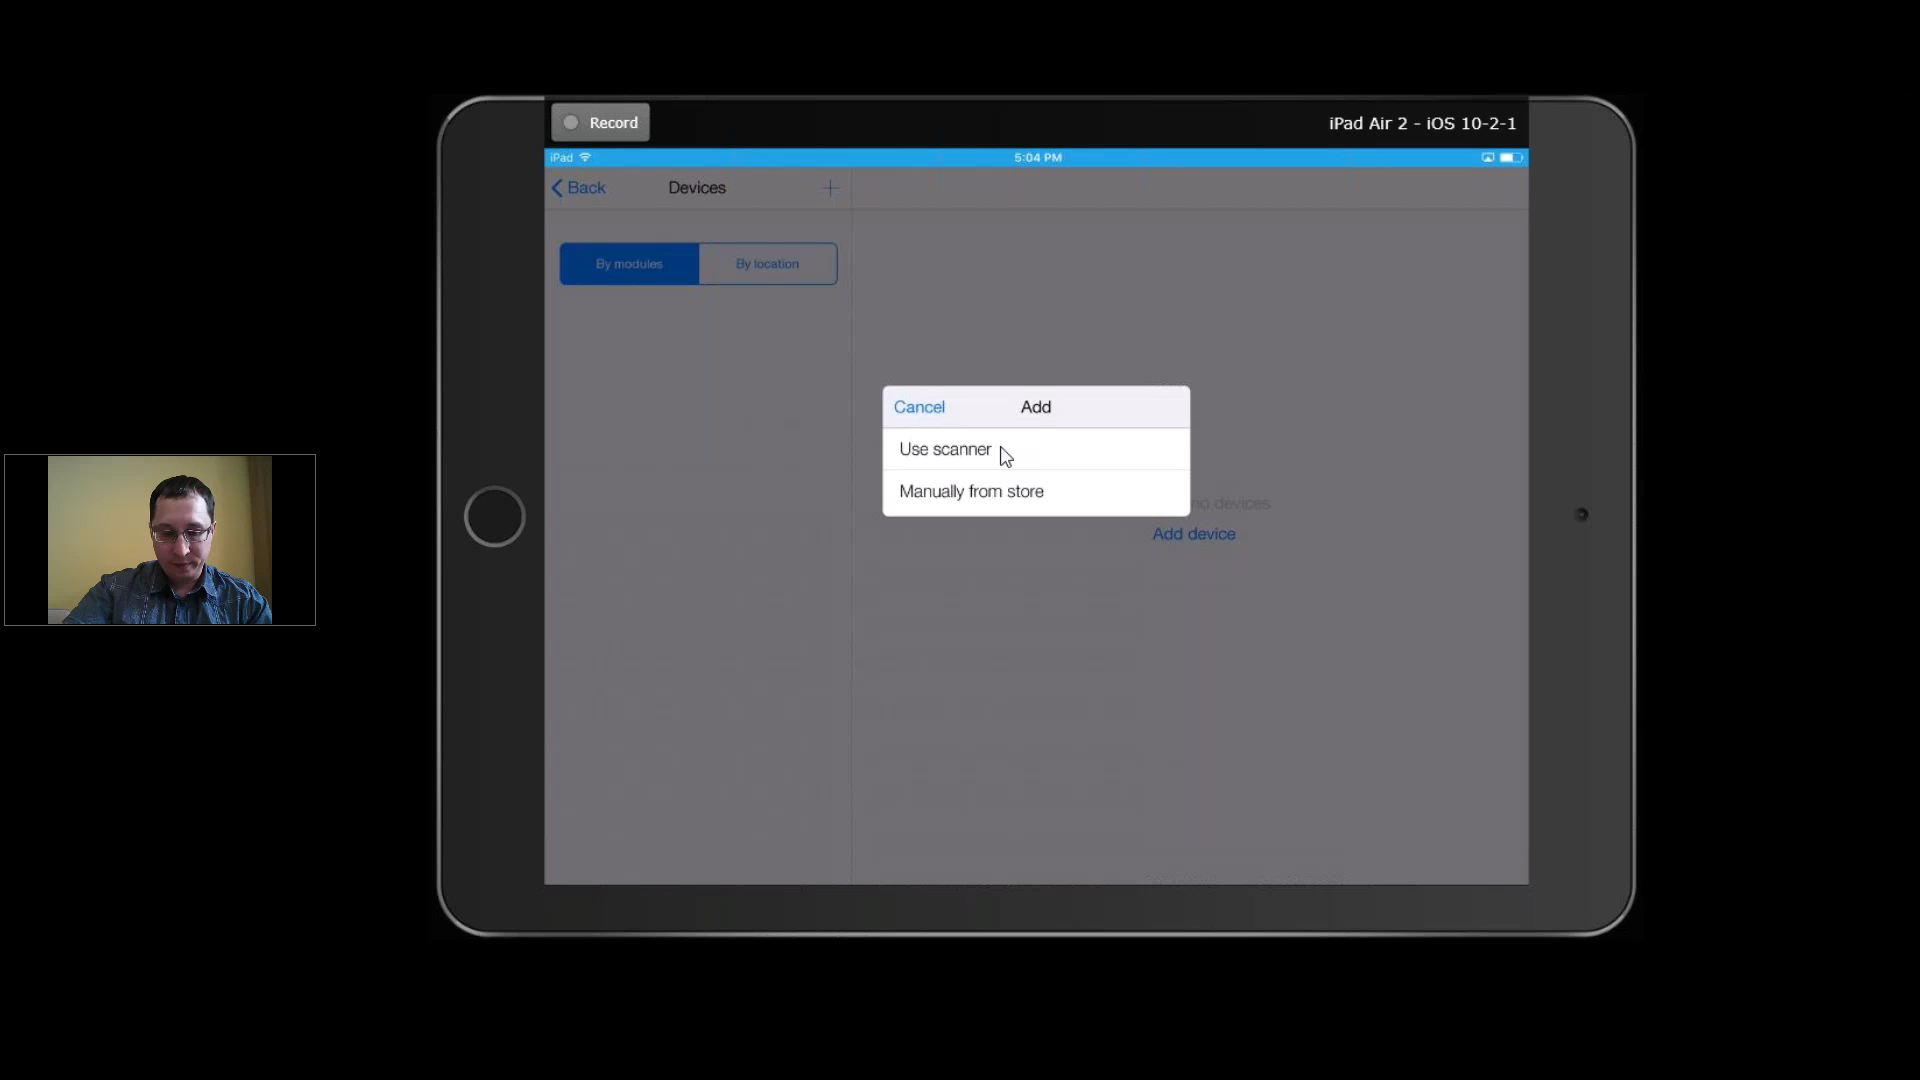 Record
iPad Air 2 - iOS 10-2-1
iPad
5:04 PM
Back
Devices
+
By modules
By location
Cancel
Add
Use scanner
Manually from store
no devices
Add device